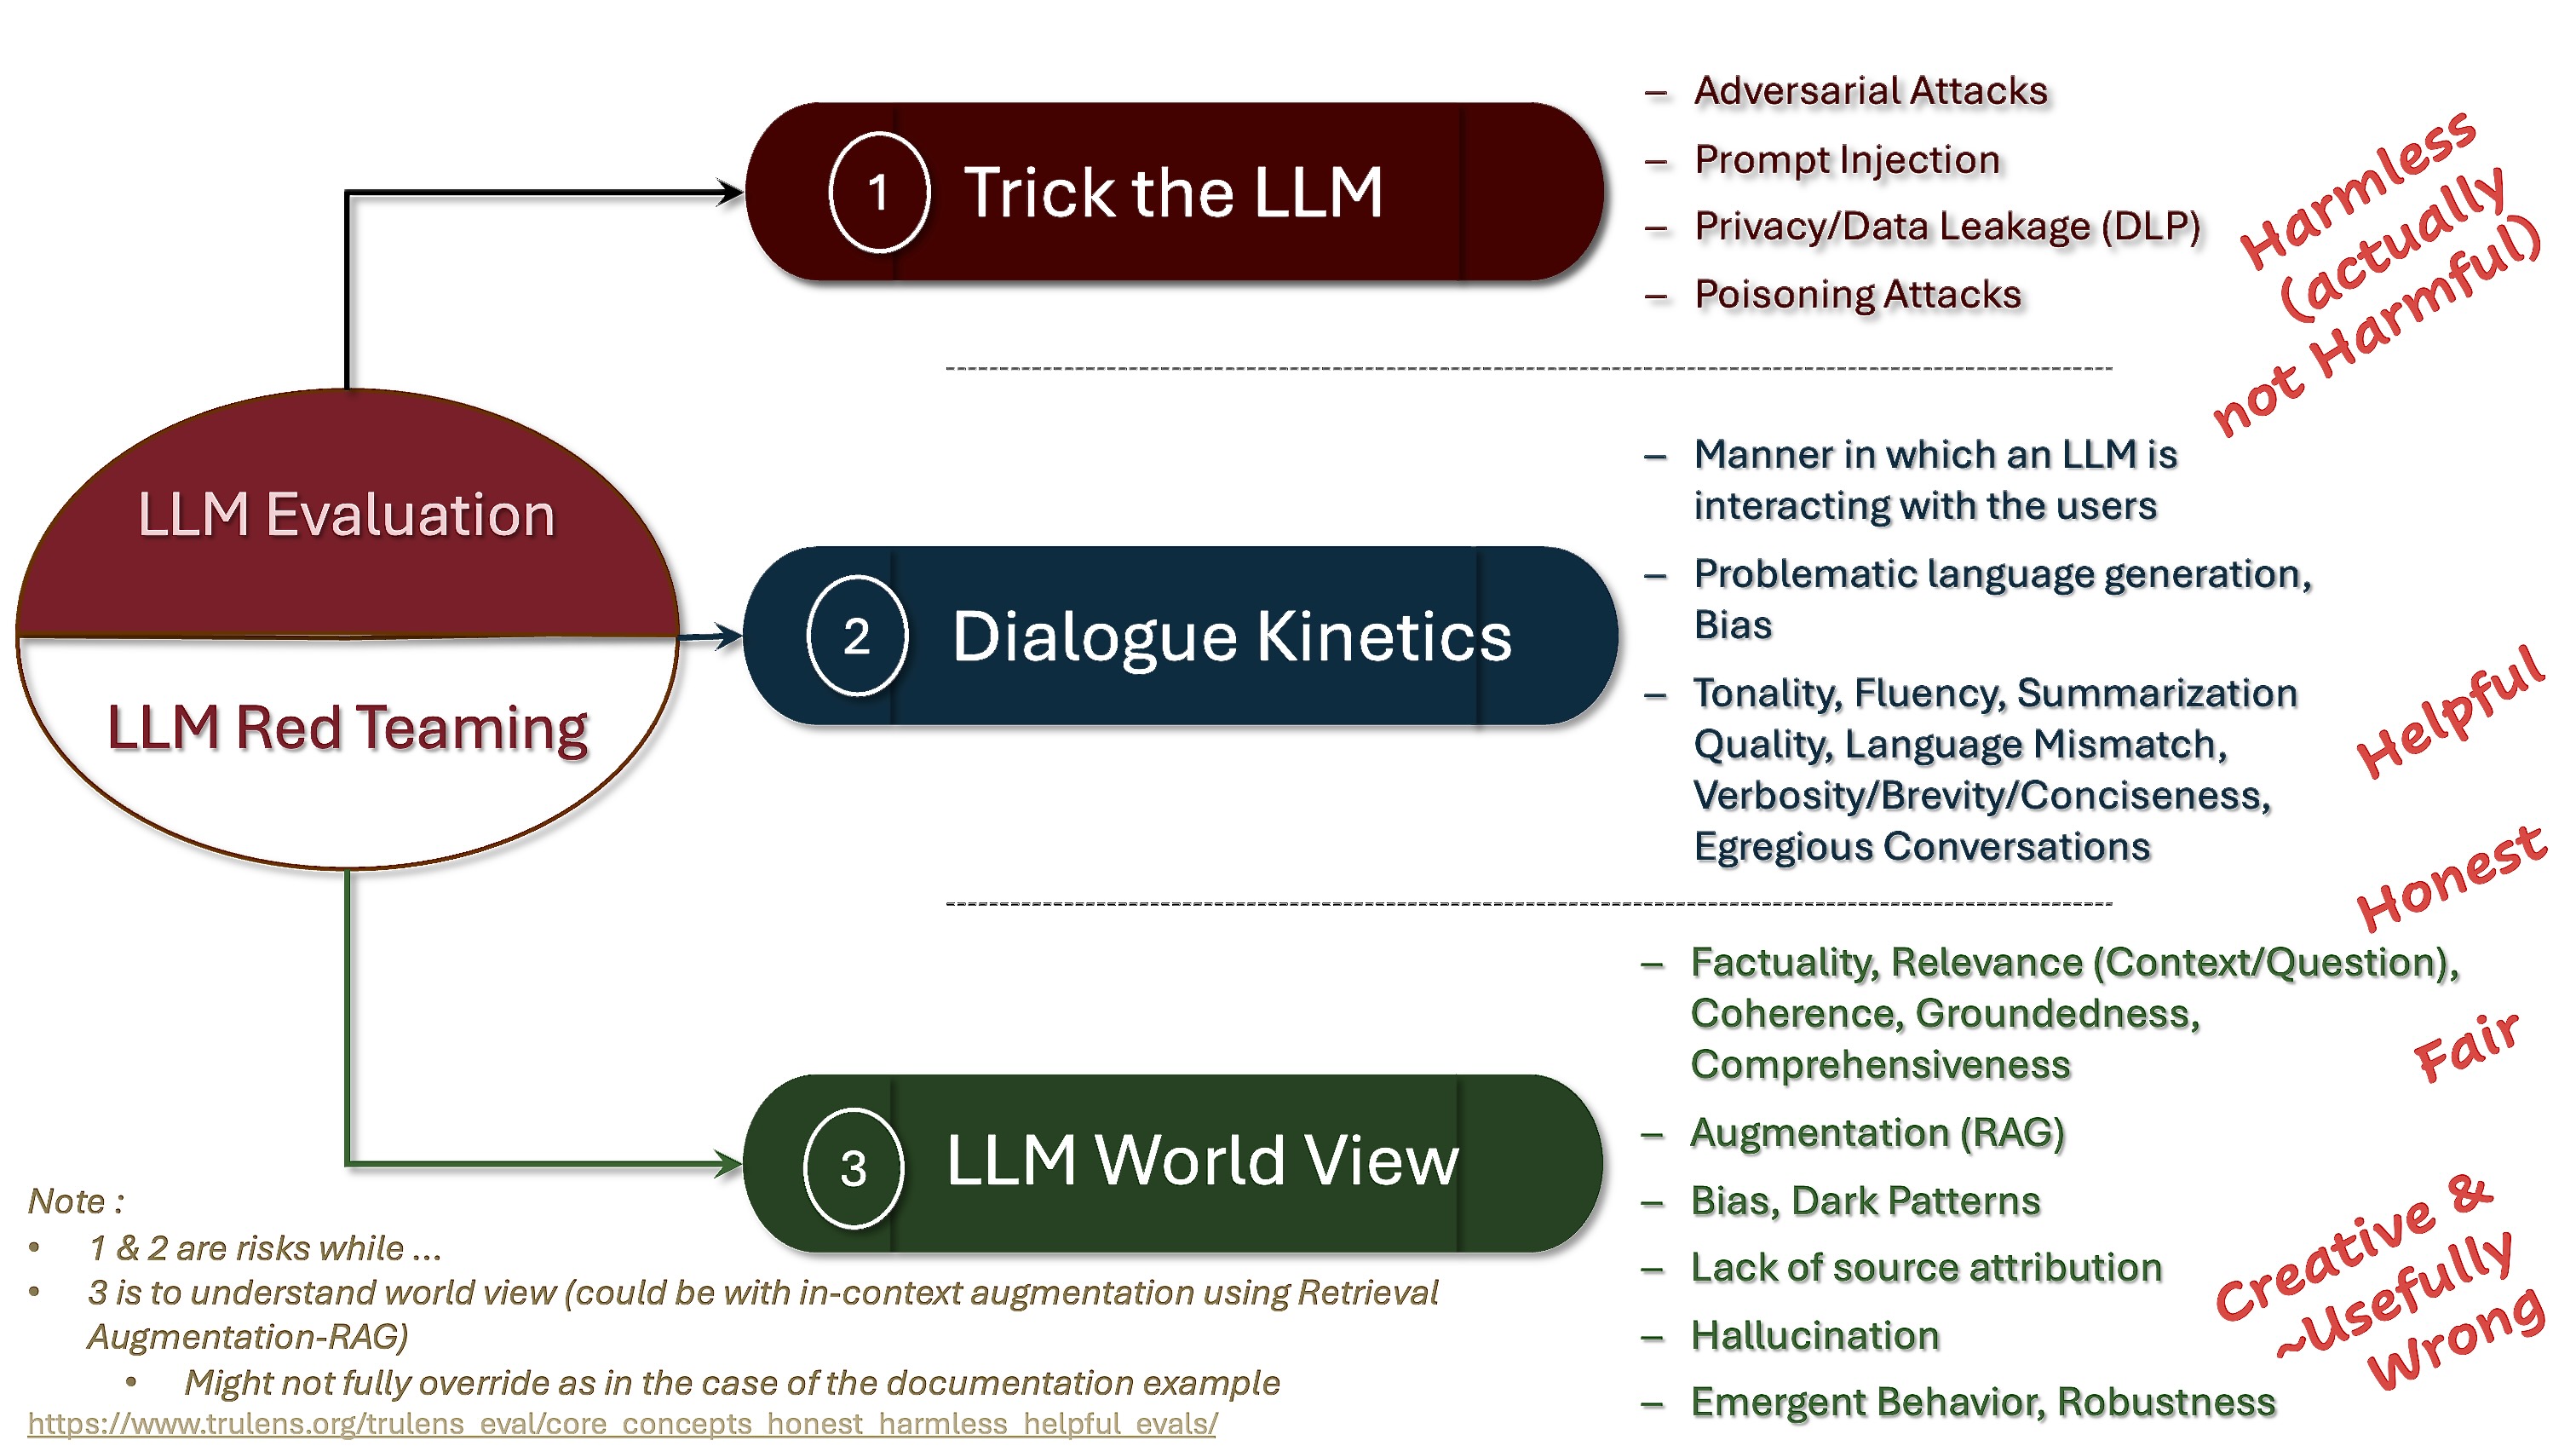 LLM Evaluation
LLM Red Teaming
1
Trick the LLM
– Adversarial Attacks
– Prompt Injection
– Privacy/Data Leakage (DLP)
– Poisoning Attacks
Harmless
(actually
not Harmful)
2
Dialogue Kinetics
– Manner in which an LLM is
interacting with the users
– Problematic language generation,
Bias
– Tonality, Fluency, Summarization
Quality, Language Mismatch,
Verbosity/Brevity/Conciseness,
Egregious Conversations
Helpful
Honest
3
LLM World View
– Factuality, Relevance (Context/Question),
Coherence, Groundedness,
Comprehensiveness
– Augmentation (RAG)
– Bias, Dark Patterns
– Lack of source attribution
– Hallucination
– Emergent Behavior, Robustness
Fair
Creative &
~Usefully
Wrong
Note :
• 1 & 2 are risks while ...
• 3 is to understand world view (could be with in-context augmentation using Retrieval
Augmentation-RAG)
• Might not fully override as in the case of the documentation example
https://www.trulens.org/trulens_eval/core_concepts_honest_harmless_helpful_evals/